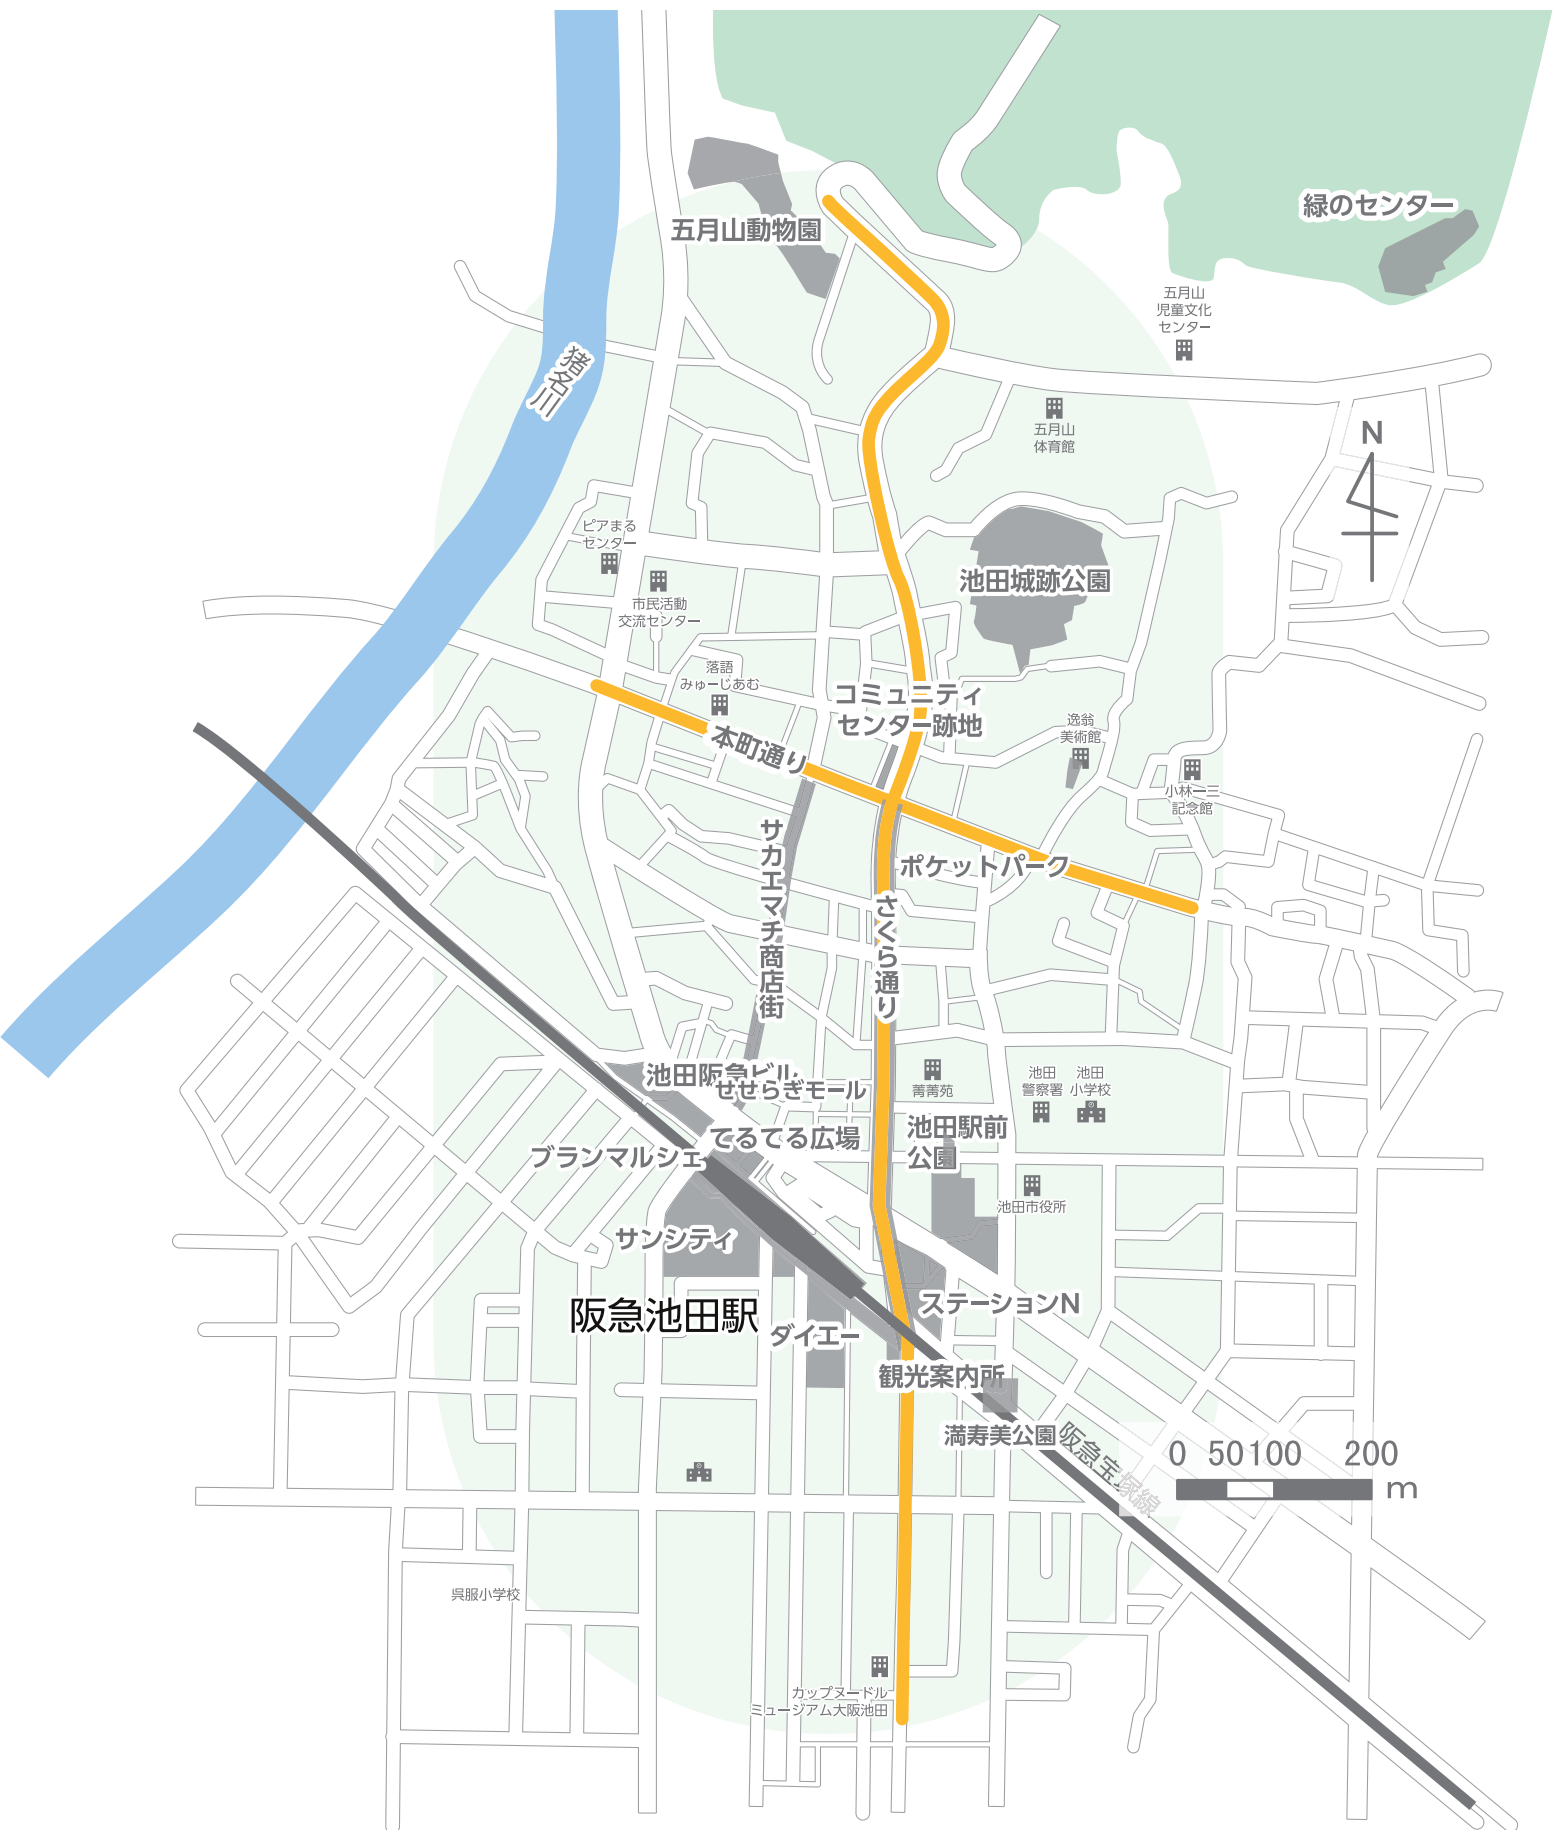 緑のセンター
五月山動物園
五月山
児童文化
センター
猪名川
五月山
体育館
N
ピアまる
センター
池田城跡公園
市民活動
交流センター
落語
みゅーじあむ
コミュニティ
センター跡地
逸翁
美術館
本町通り
小林一三
記念館
サカエマチ商店街
ポケットパーク
さくら通り
池田阪急ビル
せせらぎモール
菁菁苑
池田
警察署
池田
小学校
てるてる広場
池田駅前
公園
ブランマルシェ
池田市役所
サンシティ
阪急池田駅
ステーションN
ダイエー
観光案内所
満寿美公園
阪急宝塚線
0 50 100 200
m
呉服小学校
カップヌードル
ミュージアム大阪池田